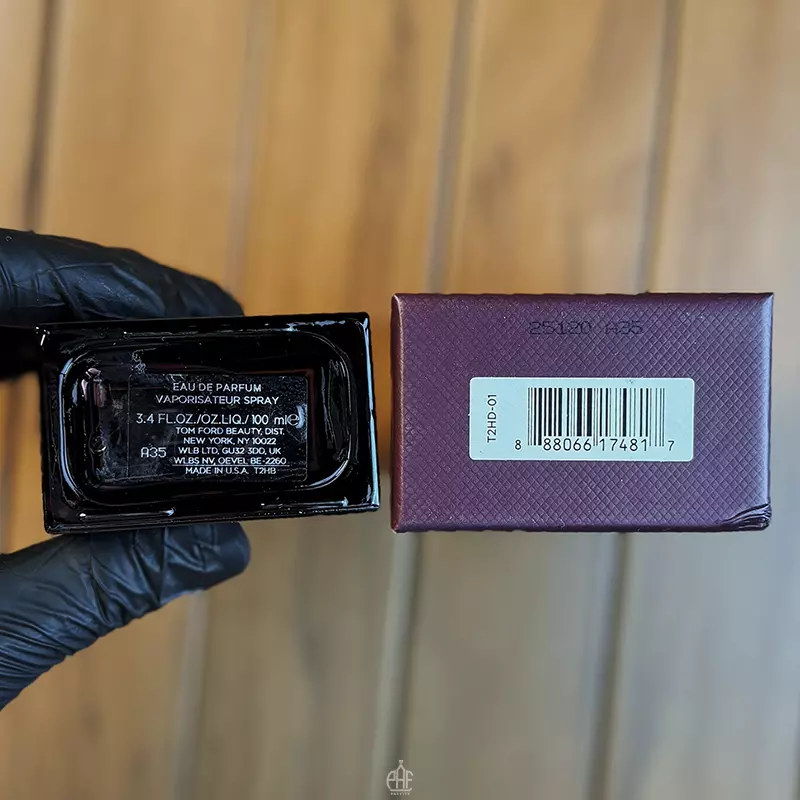 EAU DE PARFUM
VAPORISATEUR SPRAY
3.4 FL.OZ./OZ.LIQ./ 100 ml℮
TOM FORD BEAUTY, DIST.
NEW YORK, NY 10022
A35 WLB LTD, GU32 3DD, UK
WLBS NV, OEVEL BE-2260
MADE IN U.S.A. T2HB
25120 A35
T2HD-01
8 88066 17481 7
PAF